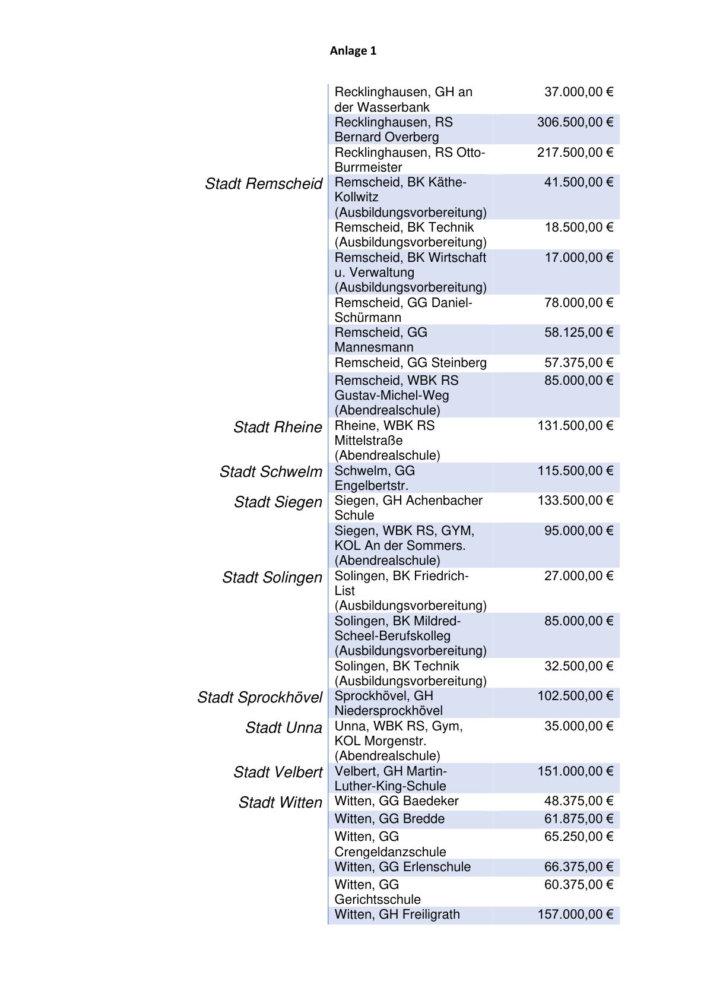 Anlage 1
Recklinghausen, GH an 37.000,00 €
der Wasserbank
Recklinghausen, RS 306.500,00 €
Bernard Overberg
Recklinghausen, RS Otto- 217.500,00 €
Burrmeister
Stadt Remscheid Remscheid, BK Käthe- 41.500,00 €
Kollwitz
(Ausbildungsvorbereitung)
Remscheid, BK Technik 18.500,00 €
(Ausbildungsvorbereitung)
Remscheid, BK Wirtschaft 17.000,00 €
u. Verwaltung
(Ausbildungsvorbereitung)
Remscheid, GG Daniel- 78.000,00 €
Schürmann
Remscheid, GG 58.125,00 €
Mannesmann
Remscheid, GG Steinberg 57.375,00 €
Remscheid, WBK RS 85.000,00 €
Gustav-Michel-Weg
(Abendrealschule)
Stadt Rheine Rheine, WBK RS 131.500,00 €
Mittelstraße
(Abendrealschule)
Stadt Schwelm Schwelm, GG 115.500,00 €
Engelbertstr.
Stadt Siegen Siegen, GH Achenbacher 133.500,00 €
Schule
Siegen, WBK RS, GYM, 95.000,00 €
KOL An der Sommers.
(Abendrealschule)
Stadt Solingen Solingen, BK Friedrich- 27.000,00 €
List
(Ausbildungsvorbereitung)
Solingen, BK Mildred- 85.000,00 €
Scheel-Berufskolleg
(Ausbildungsvorbereitung)
Solingen, BK Technik 32.500,00 €
(Ausbildungsvorbereitung)
Stadt Sprockhövel Sprockhövel, GH 102.500,00 €
Niedersprockhövel
Stadt Unna Unna, WBK RS, Gym, 35.000,00 €
KOL Morgenstr.
(Abendrealschule)
Stadt Velbert Velbert, GH Martin- 151.000,00 €
Luther-King-Schule
Stadt Witten Witten, GG Baedeker 48.375,00 €
Witten, GG Bredde 61.875,00 €
Witten, GG 65.250,00 €
Crengeldanzschule
Witten, GG Erlenschule 66.375,00 €
Witten, GG 60.375,00 €
Gerichtsschule
Witten, GH Freiligrath 157.000,00 €